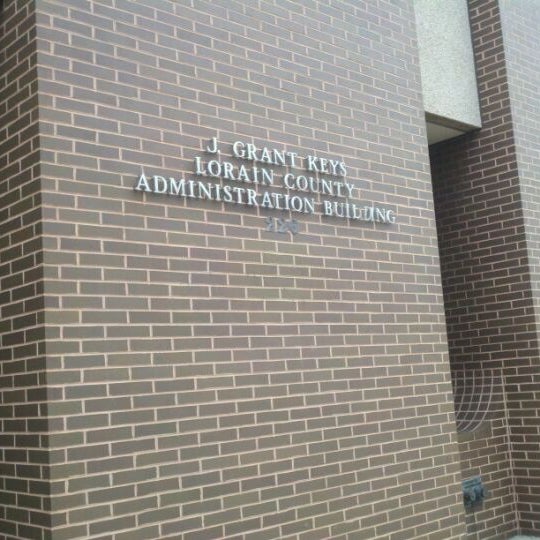 J. GRANT KEYS
LORAIN COUNTY
ADMINISTRATION BUILDING